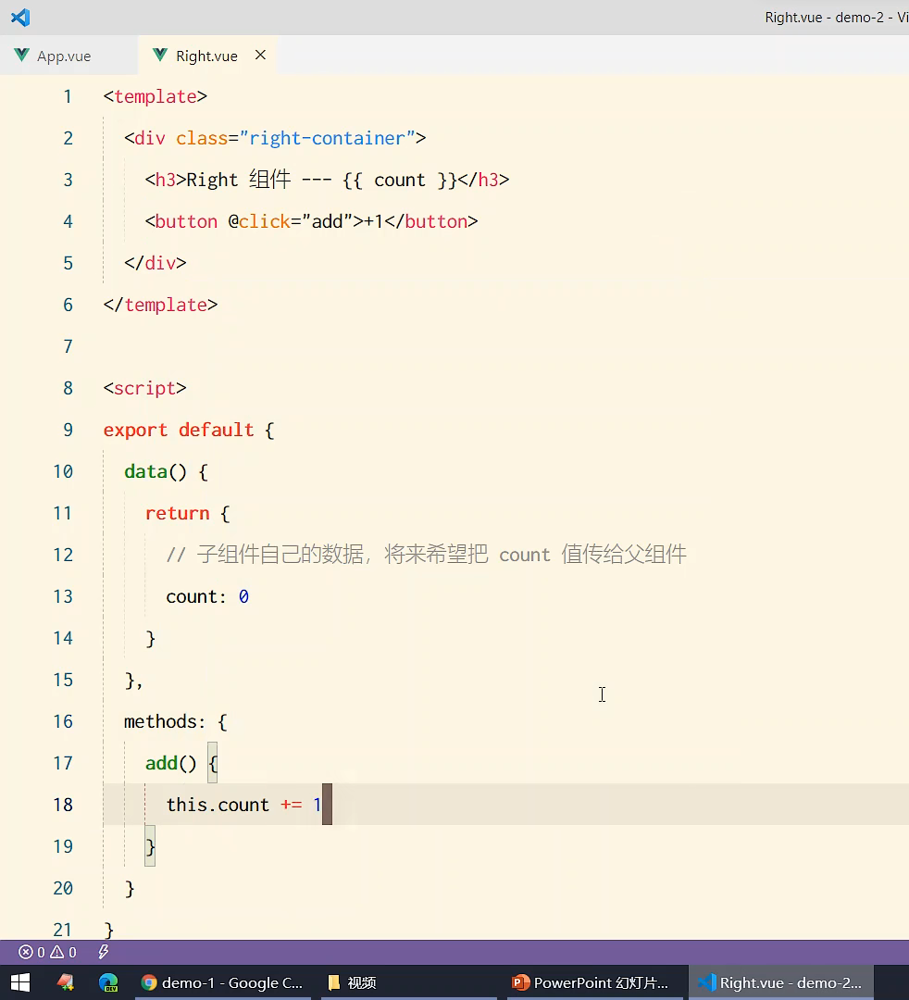 Right.vue - demo-2 - Vi
App.vue
Right.vue ×
1 <template>
2 <div class="right-container">
3 <h3>Right 组件 --- {{ count }}</h3>
4 <button @click="add">+1</button>
5 </div>
6 </template>
7
8 <script>
9 export default {
10 data() {
11 return {
12 // 子组件自己的数据，将来希望把 count 值传给父组件
13 count: 0
14 }
15 },
16 methods: {
17 add() {
18 this.count += 1
19 }
20 }
21 }
0 0
DEV
demo-1 - Google C...
视频
PowerPoint 幻灯片...
Right.vue - demo-2...